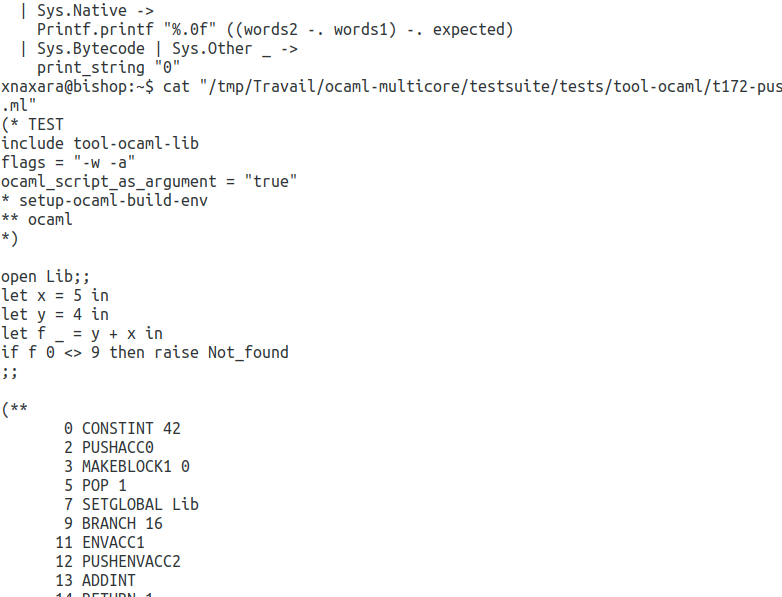 | Sys.Native ->
Printf.printf "%.0f" ((words2 -. words1) -. expected)
| Sys.Bytecode | Sys.Other _ ->
print_string "0"
xnaxara@bishop:~$ cat "/tmp/Travail/ocaml-multicore/testsuite/tests/tool-ocaml/t172-pus
.ml"
(* TEST
include tool-ocaml-lib
flags = "-w -a"
ocaml_script_as_argument = "true"
* setup-ocaml-build-env
** ocaml
*)
open Lib;;
let x = 5 in
let y = 4 in
let f _ = y + x in
if f 0 <> 9 then raise Not_found
;;
(**
0 CONSTINT 42
2 PUSHACC0
3 MAKEBLOCK1 0
5 POP 1
7 SETGLOBAL Lib
9 BRANCH 16
11 ENVACC1
12 PUSHENVACC2
13 ADDINT
14 RETURN 1